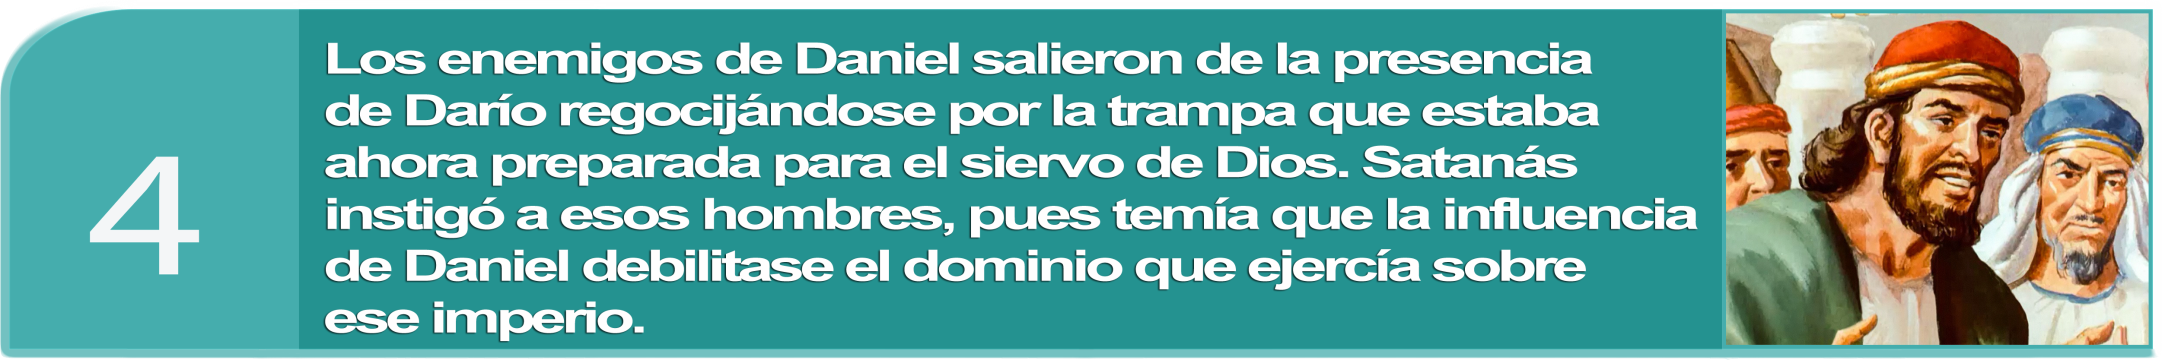 4
Los enemigos de Daniel salieron de la presencia
de Darío regocijándose por la trampa que estaba
ahora preparada para el siervo de Dios. Satanás
instigó a esos hombres, pues temía que la influencia
de Daniel debilitase el dominio que ejercía sobre
ese imperio.